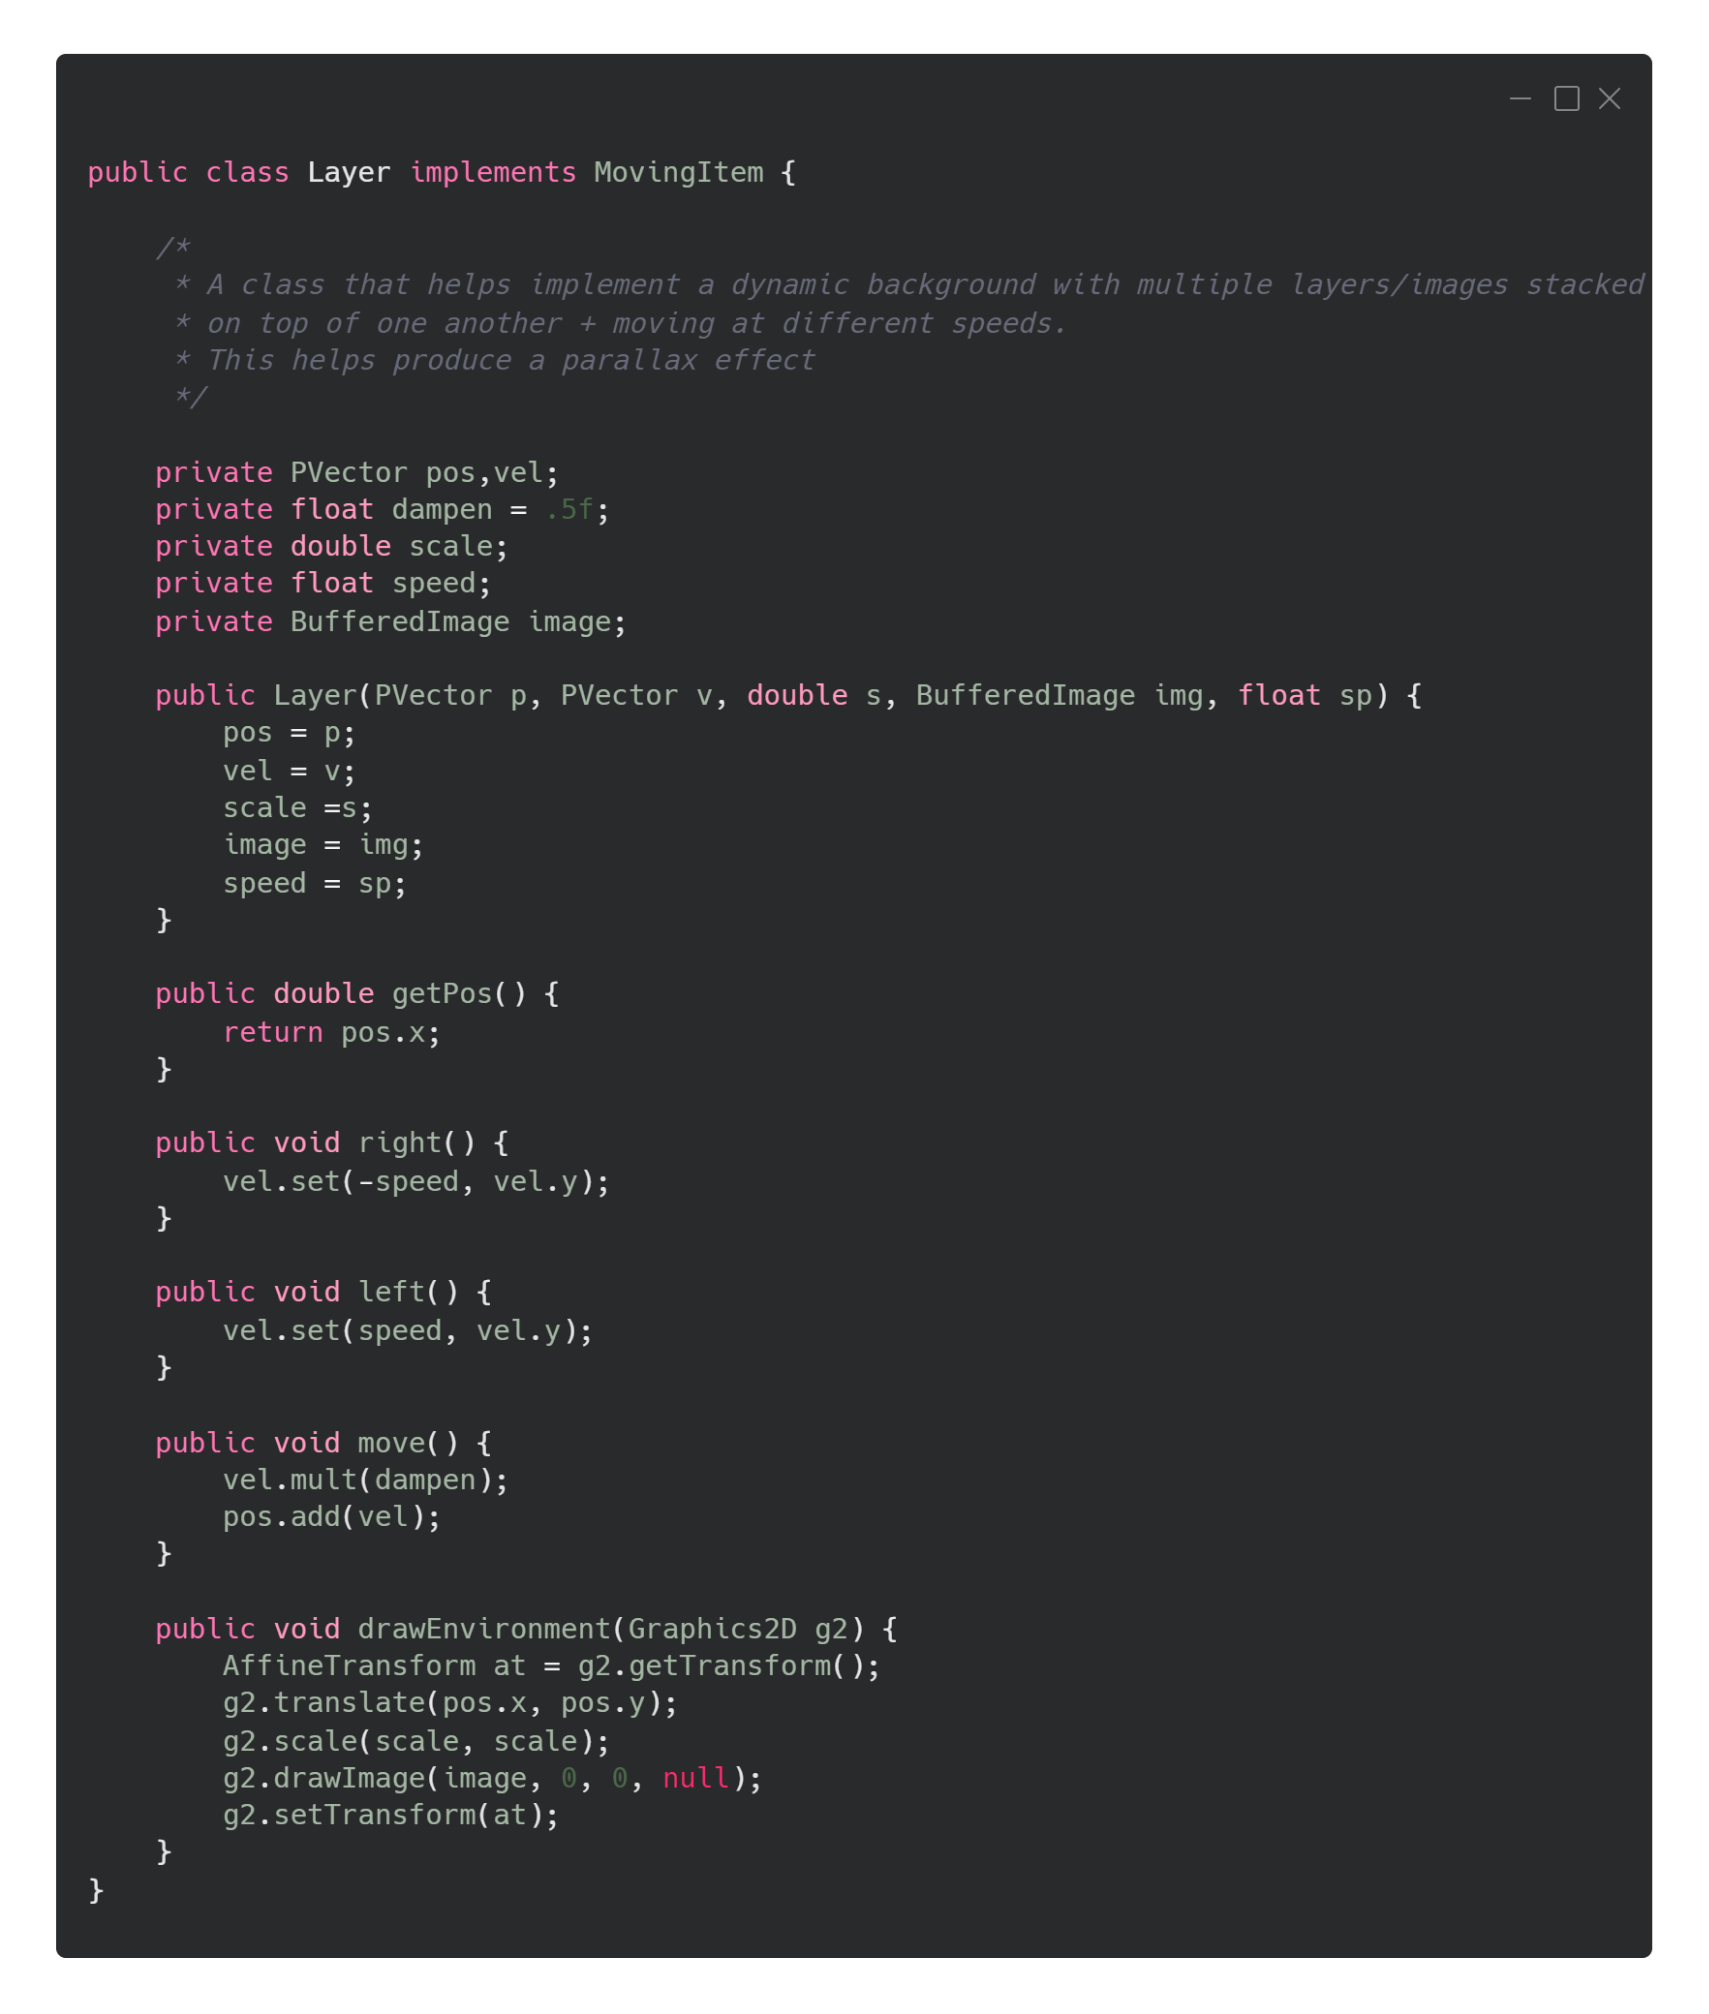 public class Layer implements MovingItem {
/*
* A class that helps implement a dynamic background with multiple layers/images stacked
* on top of one another + moving at different speeds.
* This helps produce a parallax effect
*/
private PVector pos,vel;
private float dampen = .5f;
private double scale;
private float speed;
private BufferedImage image;
public Layer(PVector p, PVector v, double s, BufferedImage img, float sp) {
pos = p;
vel = v;
scale =s;
image = img;
speed = sp;
}
public double getPos() {
return pos.x;
}
public void right() {
vel.set(-speed, vel.y);
}
public void left() {
vel.set(speed, vel.y);
}
public void move() {
vel.mult(dampen);
pos.add(vel);
}
public void drawEnvironment(Graphics2D g2) {
AffineTransform at = g2.getTransform();
g2.translate(pos.x, pos.y);
g2.scale(scale, scale);
g2.drawImage(image, 0, 0, null);
g2.setTransform(at);
}
}